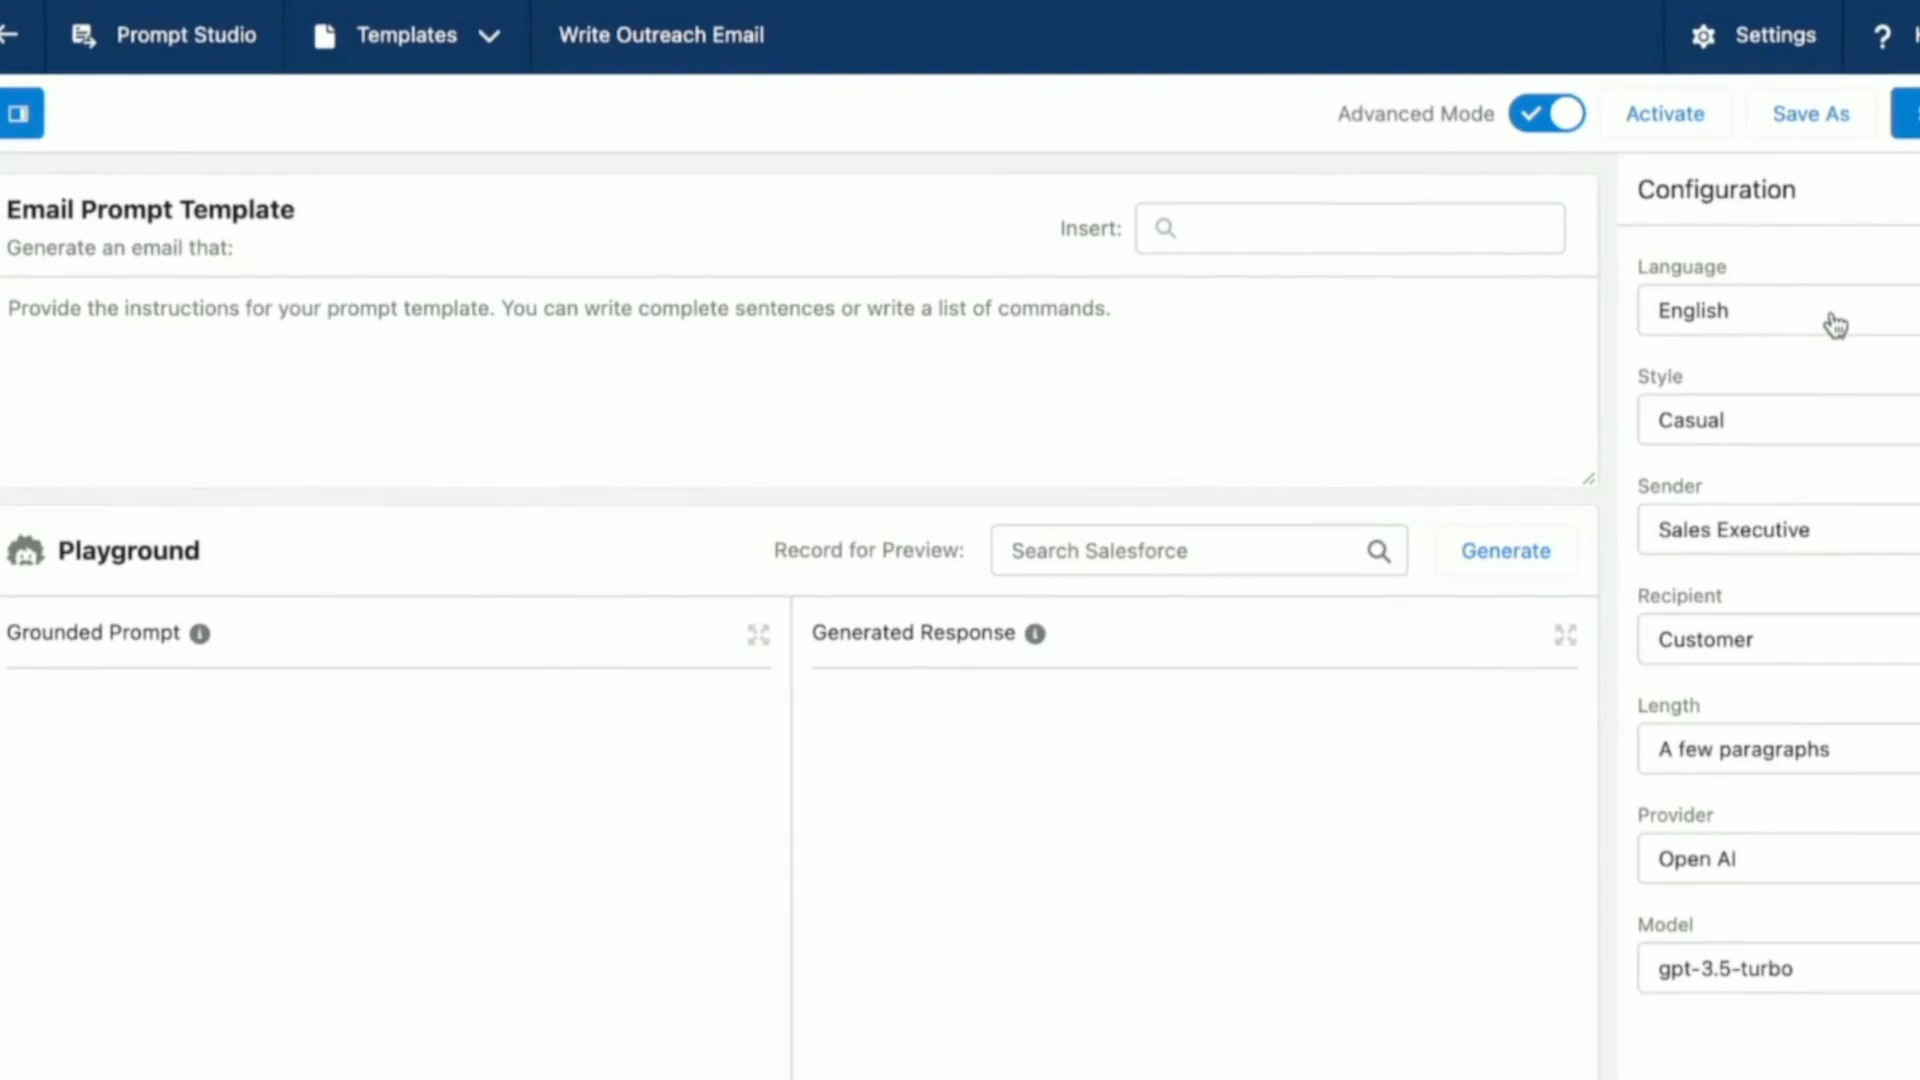 Prompt Studio Templates Write Outreach Email Settings ?
Advanced Mode Activate Save As
Email Prompt Template
Generate an email that:
Insert:
Provide the instructions for your prompt template. You can write complete sentences or write a list of commands.
Playground
Record for Preview: Search Salesforce Generate
Grounded Prompt
Generated Response
Configuration
Language
English
Style
Casual
Sender
Sales Executive
Recipient
Customer
Length
A few paragraphs
Provider
Open AI
Model
gpt-3.5-turbo